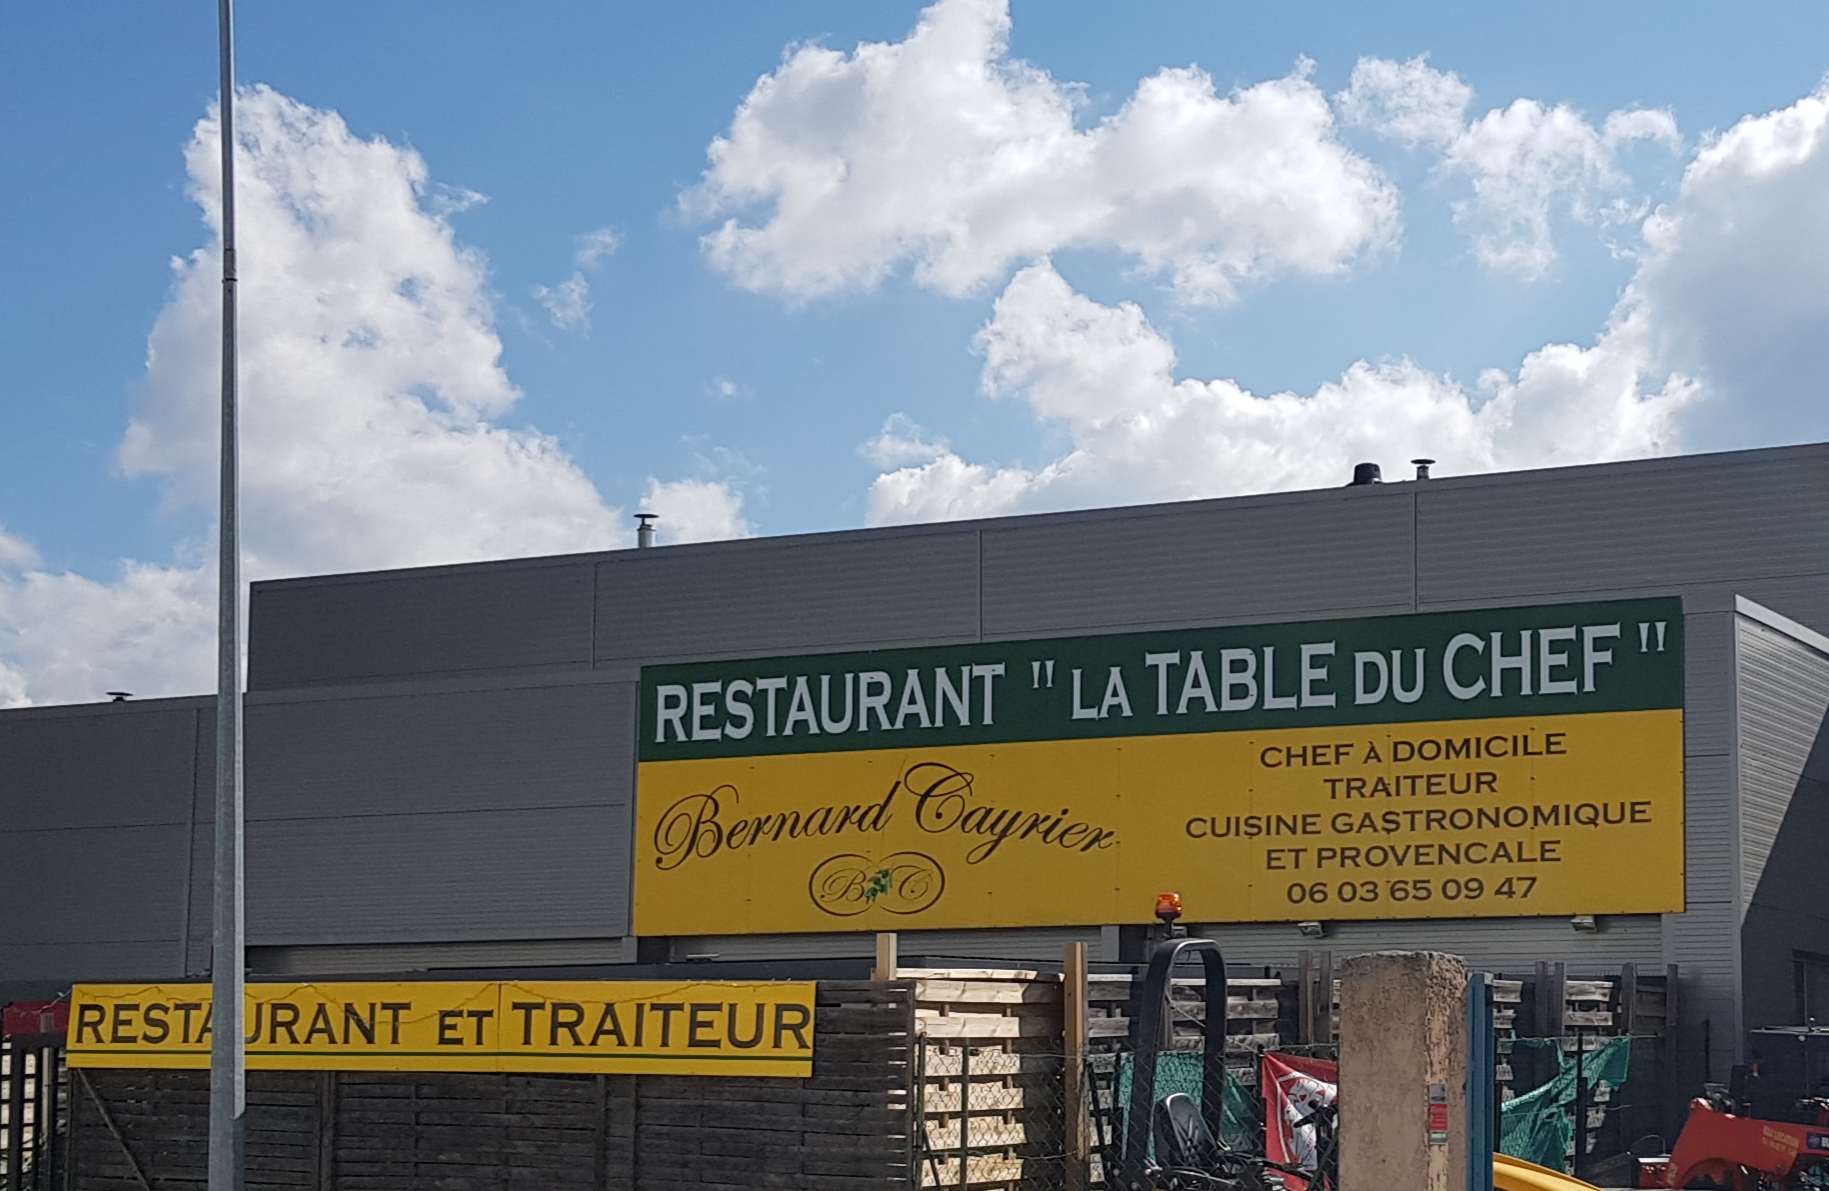 RESTAURANT " LA TABLE DU CHEF "
Bernard Cayrier
B C
CHEF À DOMICILE
TRAITEUR
CUISINE GASTRONOMIQUE
ET PROVENCALE
06 03 65 09 47
RESTAURANT ET TRAITEUR
LOCATION